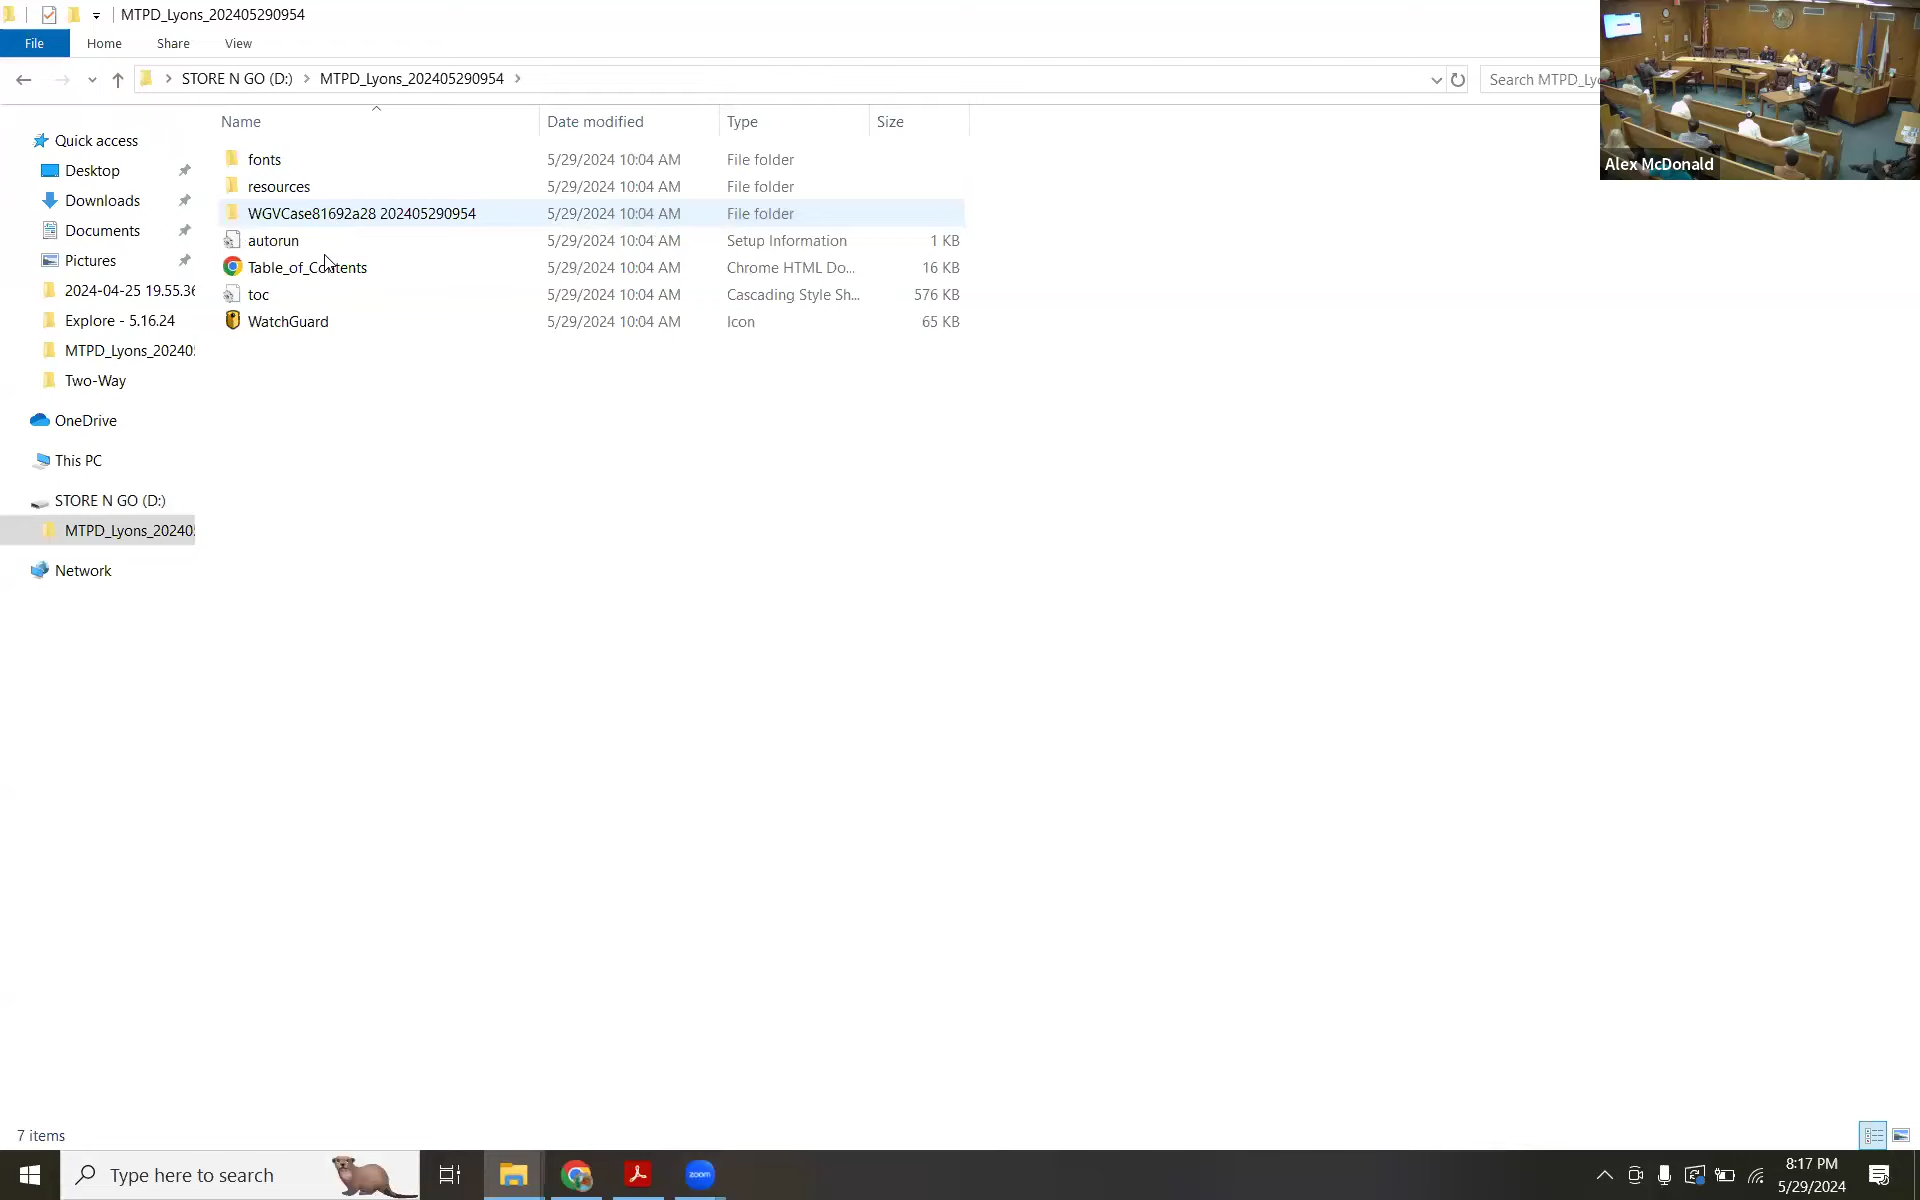 MTPD_Lyons_202405290954
File Home Share View
STORE N GO (D:) MTPD_Lyons_202405290954
Search MTPD_Ly
Alex McDonald
Name Date modified Type Size
fonts 5/29/2024 10:04 AM File folder
resources 5/29/2024 10:04 AM File folder
WGVCase81692a28 202405290954 5/29/2024 10:04 AM File folder
autorun 5/29/2024 10:04 AM Setup Information 1 KB
Table_of_Contents 5/29/2024 10:04 AM Chrome HTML Do... 16 KB
toc 5/29/2024 10:04 AM Cascading Style Sh... 576 KB
WatchGuard 5/29/2024 10:04 AM Icon 65 KB
Quick access
Desktop
Downloads
Documents
Pictures
2024-04-25 19.55.36
Explore - 5.16.24
MTPD_Lyons_20240
Two-Way
OneDrive
This PC
STORE N GO (D:)
MTPD_Lyons_20240
Network
7 items
Type here to search
zoom
8:17 PM
5/29/2024